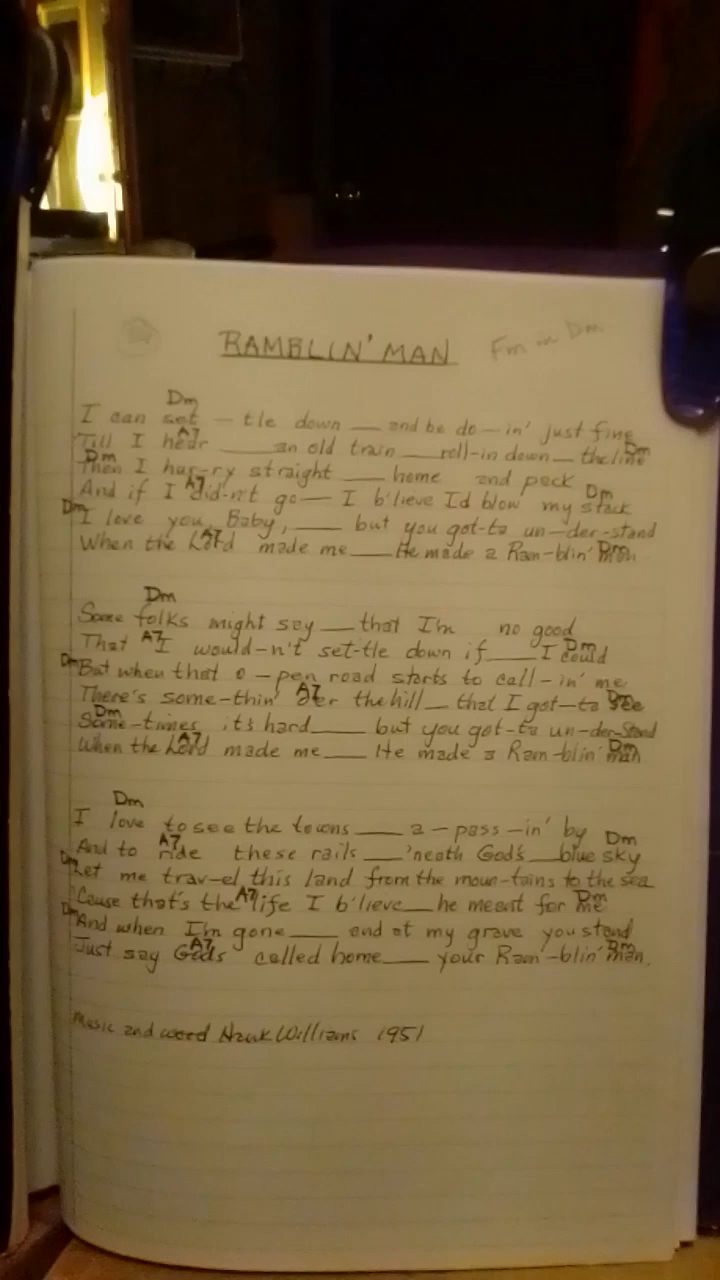 RAMBLIN' MAN Fm in Dm
Dm
I can set – tle down ___ and be do – in' just fine
A7 Dm
Till I hear ___ an old train ___ roll-in down — the line
Dm
Then I hur-ry straight ___ home and pack
A7 Dm
And if I did-n't go — I b'lieve I'd blow my stack
Dm
I love you, Baby, ___ but you got-ta un-der-stand
A7 Dm
When the Lord made me ___ He made a Ram-blin' man
Dm
Some folks might say ___ that I'm no good
A7 Dm
That I would-n't set-tle down if ___ I could
Dm
But when that o – pen road starts to call-in' me
A7 Dm
There's some-thin' o'er the hill — that I got-ta see
Dm
Some-times it's hard ___ but you got-ta un-der-stand
A7 Dm
When the Lord made me ___ He made a Ram-blin' man
Dm
I love to see the towns ___ a-pass-in' by
A7 Dm
And to ride these rails ___ 'neath God's ___ blue sky
Dm
Let me trav-el this land from the moun-tains to the sea
A7 Dm
'Cause that's the life I b'lieve ___ he meant for me
Dm
And when I'm gone ___ and at my grave you stand
A7 Dm
Just say God's called home ___ your Ram-blin' man.
Music and word Hank Williams 1951